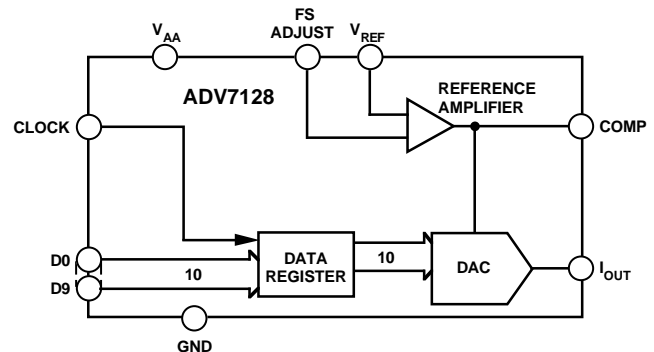 FS
ADJUST
VAA
VREF
ADV7128
REFERENCE
AMPLIFIER
CLOCK
COMP
D0
10
DATA
REGISTER
10
DAC
IOUT
D9
GND